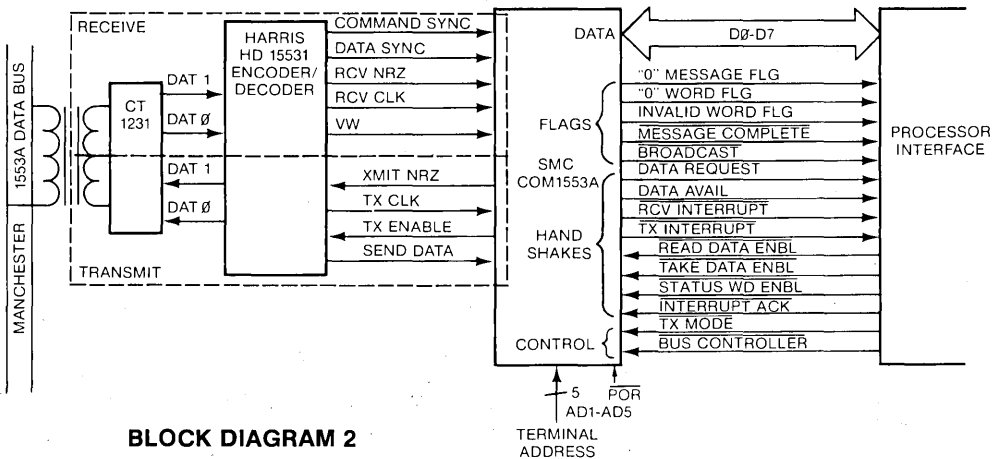 RECEIVE
HARRIS
HD 15531
ENCODER/
DECODER
COMMAND SYNC
DATA SYNC
RCV NRZ
RCV CLK
VW
XMIT NRZ
TX CLK
TX ENABLE
SEND DATA
1553A DATA BUS
MANCHESTER
CT
1231
DAT 1
DAT Ø
DAT 1
DAT Ø
TRANSMIT
DATA
DØ-D7
FLAGS
SMC
COM1553A
HAND
SHAKES
CONTROL
"0" MESSAGE FLG
"0" WORD FLG
INVALID WORD FLG
MESSAGE COMPLETE
BROADCAST
DATA REQUEST
DATA AVAIL
RCV INTERRUPT
TX INTERRUPT
READ DATA ENBL
TAKE DATA ENBL
STATUS WD ENBL
INTERRUPT ACK
TX MODE
BUS CONTROLLER
PROCESSOR
INTERFACE
5
POR
AD1-AD5
TERMINAL
ADDRESS
BLOCK DIAGRAM 2